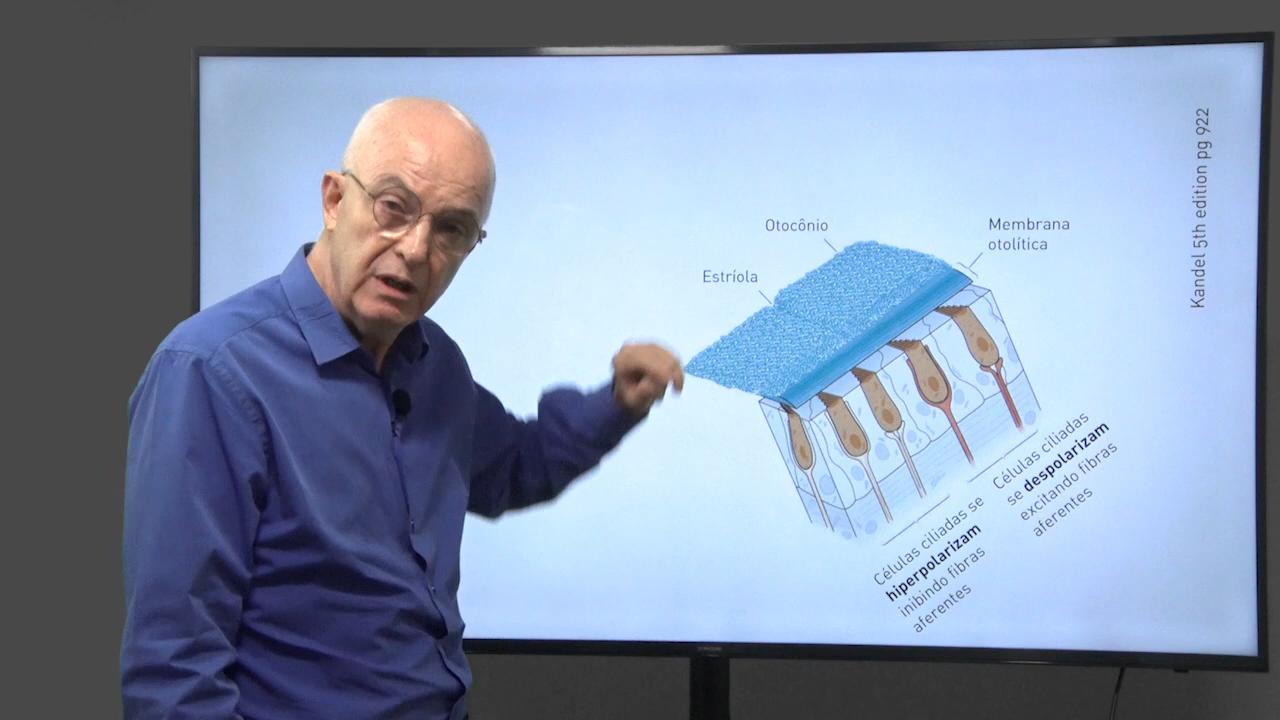 Kandel 5th edition pg 922
Otocônio
Membrana
otolítica
Estríola
Células ciliadas se
hiperpolarizam
inibindo fibras
aferentes
Células ciliadas
se despolarizam
excitando fibras
aferentes